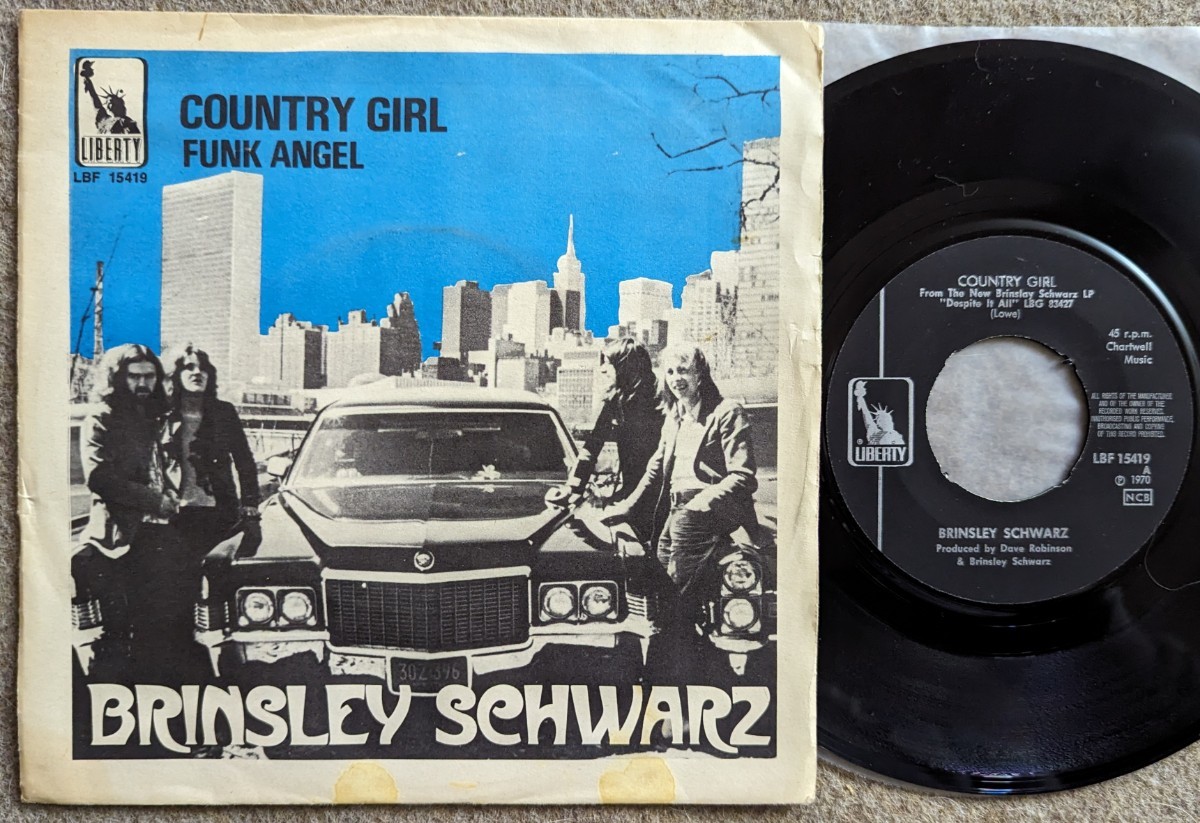 LIBERTY
LBF 15419
COUNTRY GIRL
FUNK ANGEL
302 396
BRINSLEY SCHWARZ
COUNTRY GIRL
From The New Brinslay Schwarz LP
"Despite It All" LBG 83427
(Lowe)
45 r.p.m.
Chartwell
Music
ALL RIGHTS OF THE MANUFACTURER
AND OF THE OWNER OF THE
RECORDED WORK RESERVED.
UNAUTHORISED PUBLIC PERFORMANCE,
BROADCASTING AND COPYING
OF THIS RECORD PROHIBITED.
® LIBERTY
LBF 15419
A
℗ 1970
NCB
BRINSLEY SCHWARZ
Produced by Dave Robinson
& Brinsley Schwarz